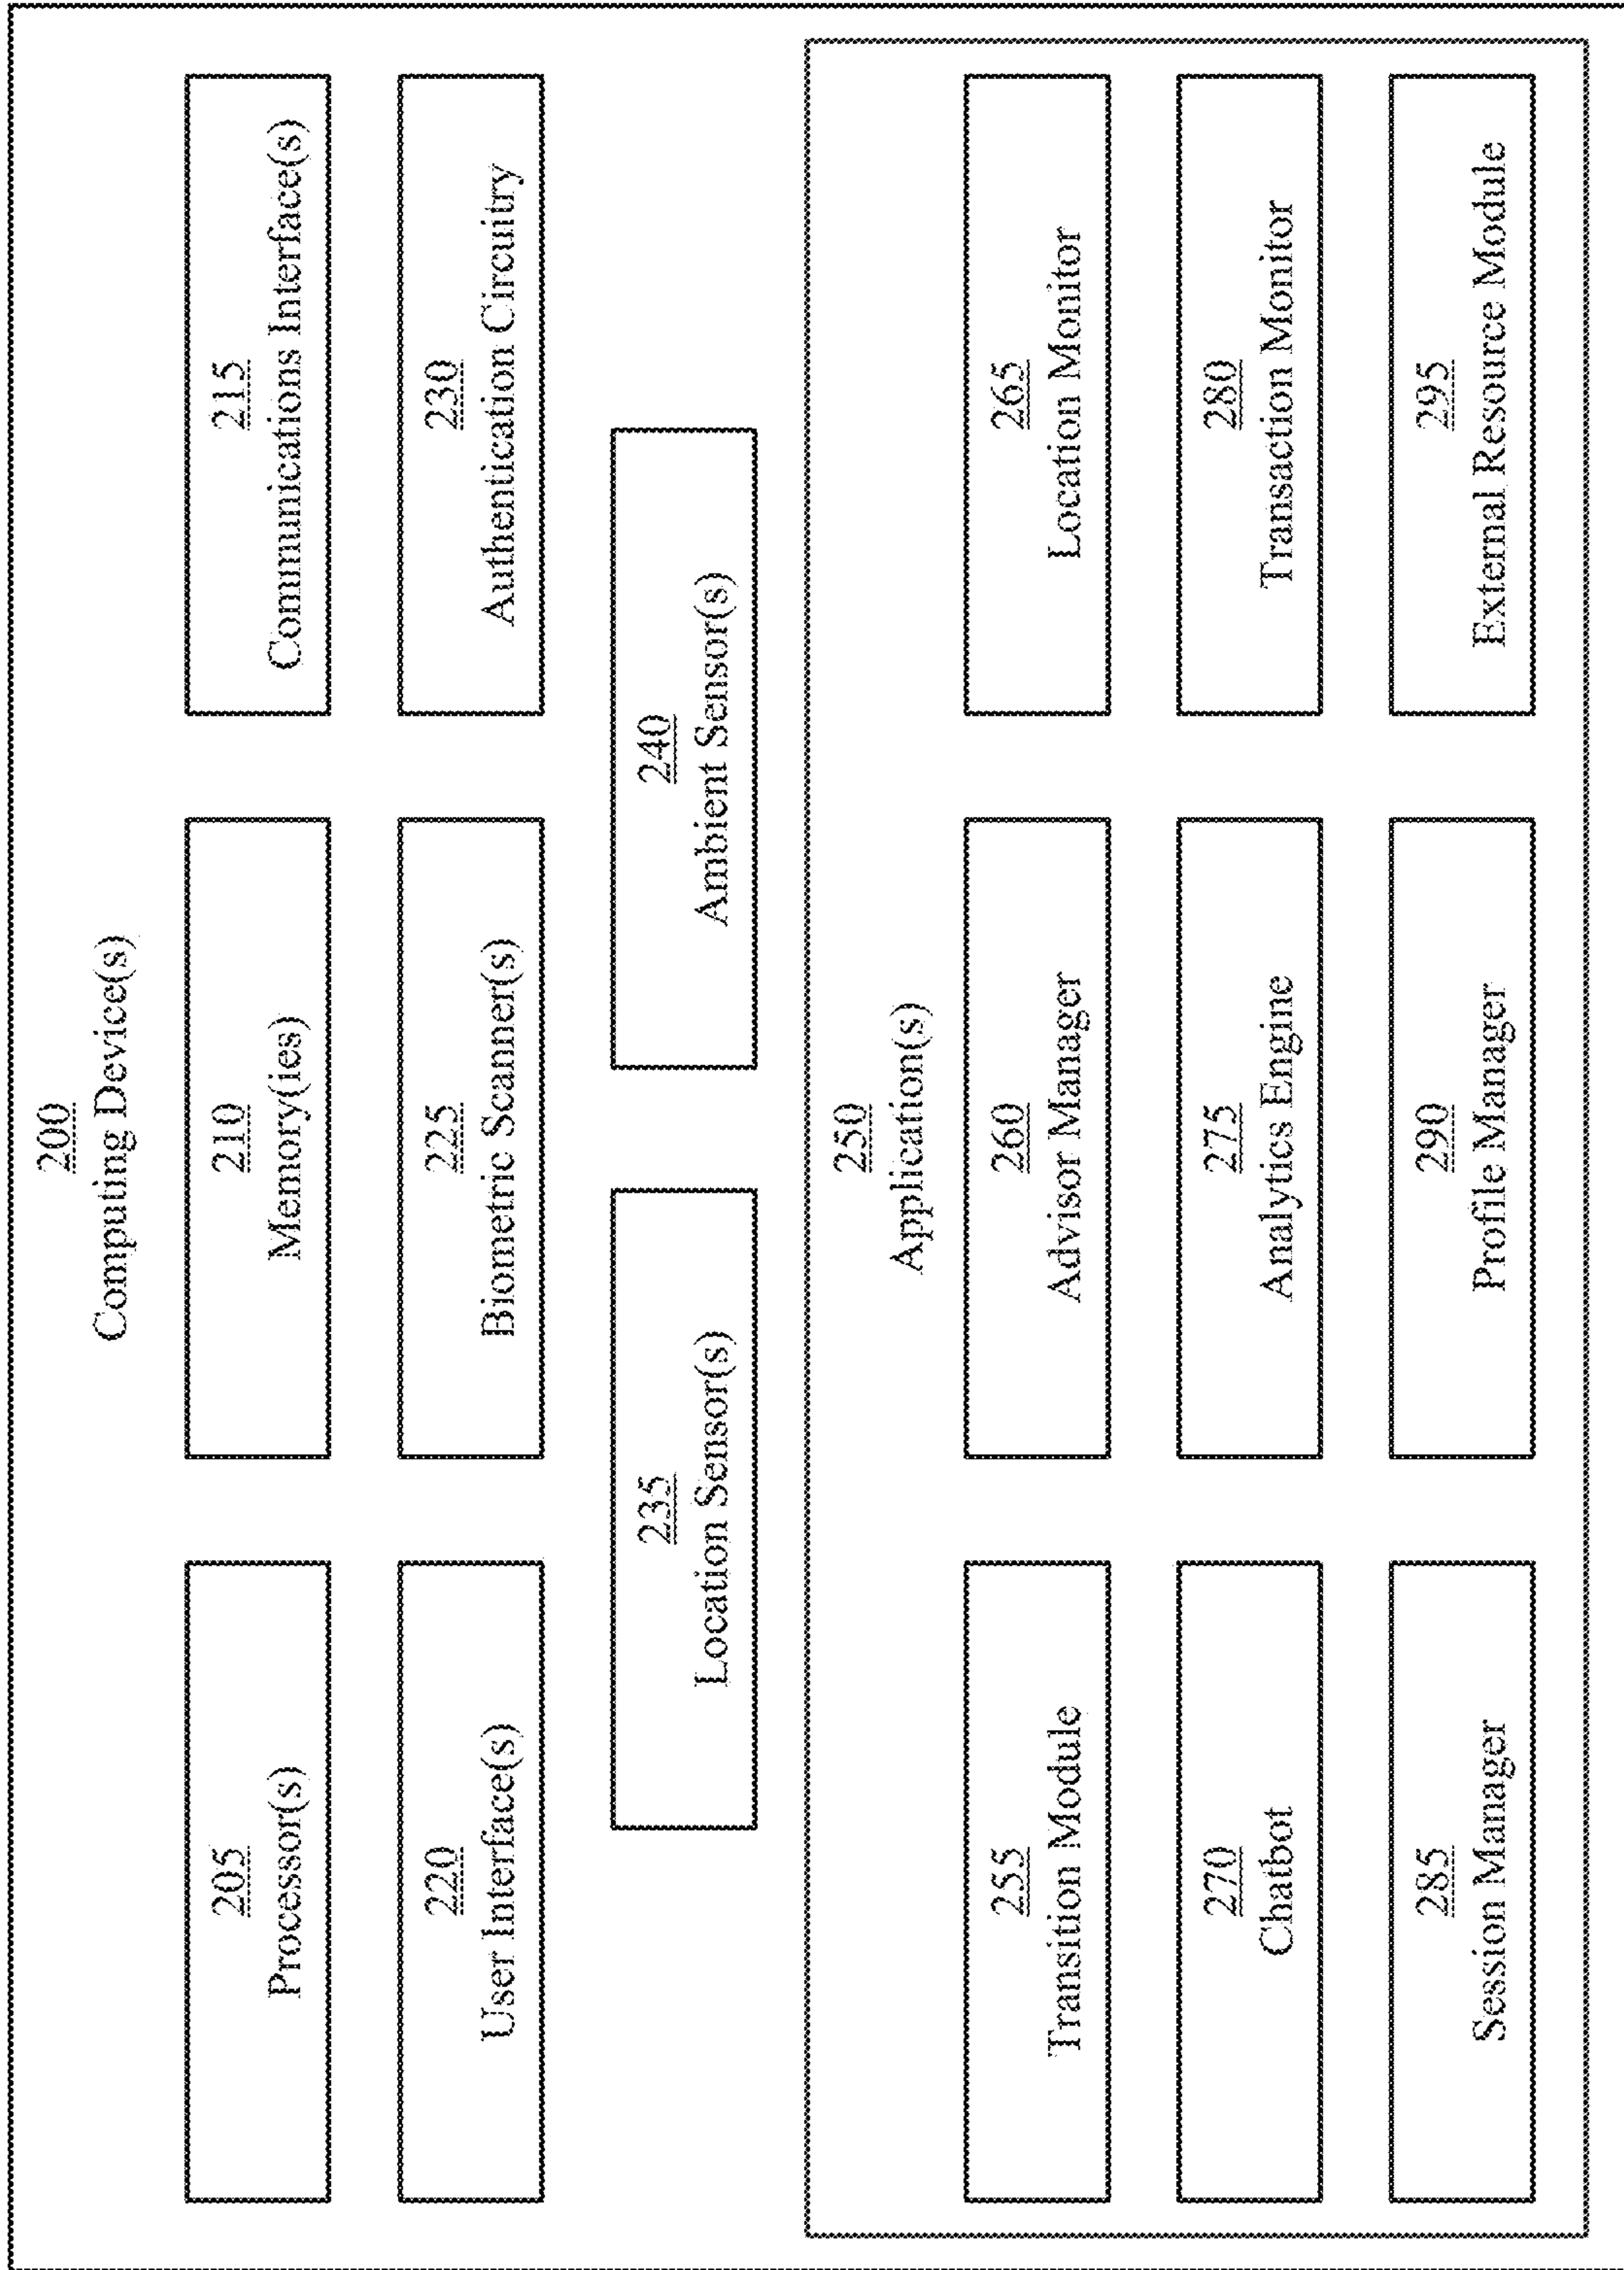 200
Computing Device(s)
205
Processor(s)
210
Memory(ies)
215
Communications Interface(s)
220
User Interface(s)
225
Biometric Scanner(s)
230
Authentication Circuitry
235
Location Sensor(s)
240
Ambient Sensor(s)
250
Application(s)
255
Transition Module
260
Advisor Manager
265
Location Monitor
270
Chatbot
275
Analytics Engine
280
Transaction Monitor
285
Session Manager
290
Profile Manager
295
External Resource Module